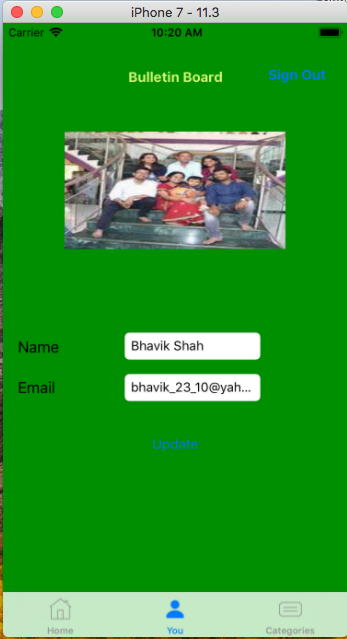 iPhone 7 - 11.3
Carrier 10:20 AM
Bulletin Board Sign Out
Name Bhavik Shah
Email bhavik_23_10@yah...
Update
Home You Categories